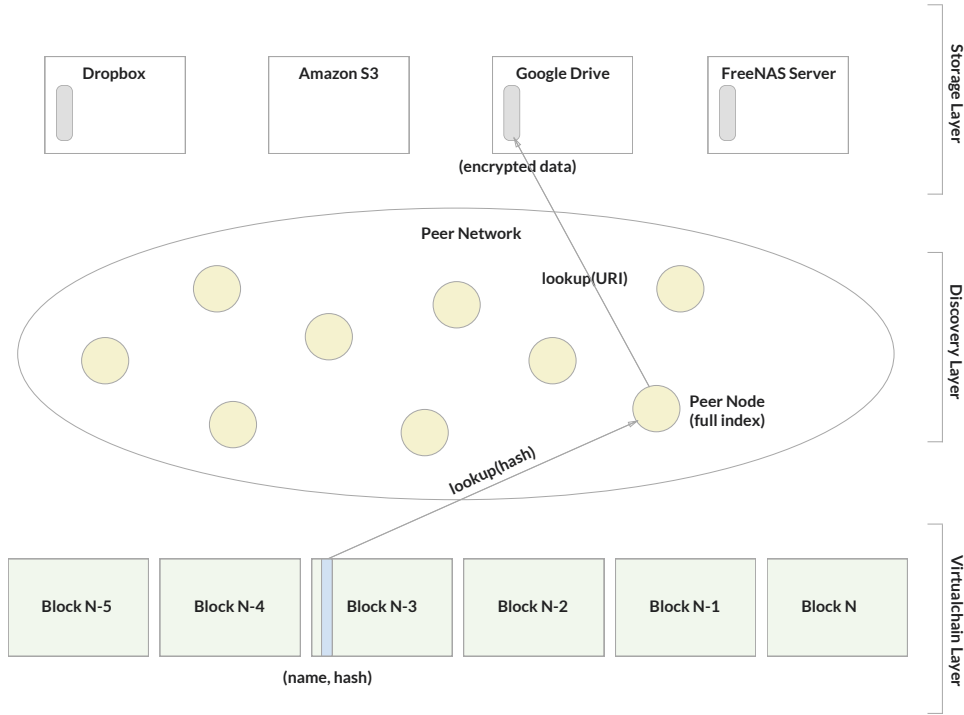 Dropbox
Amazon S3
Google Drive
FreeNAS Server
Storage Layer
(encrypted data)
Peer Network
lookup(URI)
Discovery Layer
Peer Node
(full index)
lookup(hash)
Block N-5
Block N-4
Block N-3
Block N-2
Block N-1
Block N
Virtualchain Layer
(name, hash)